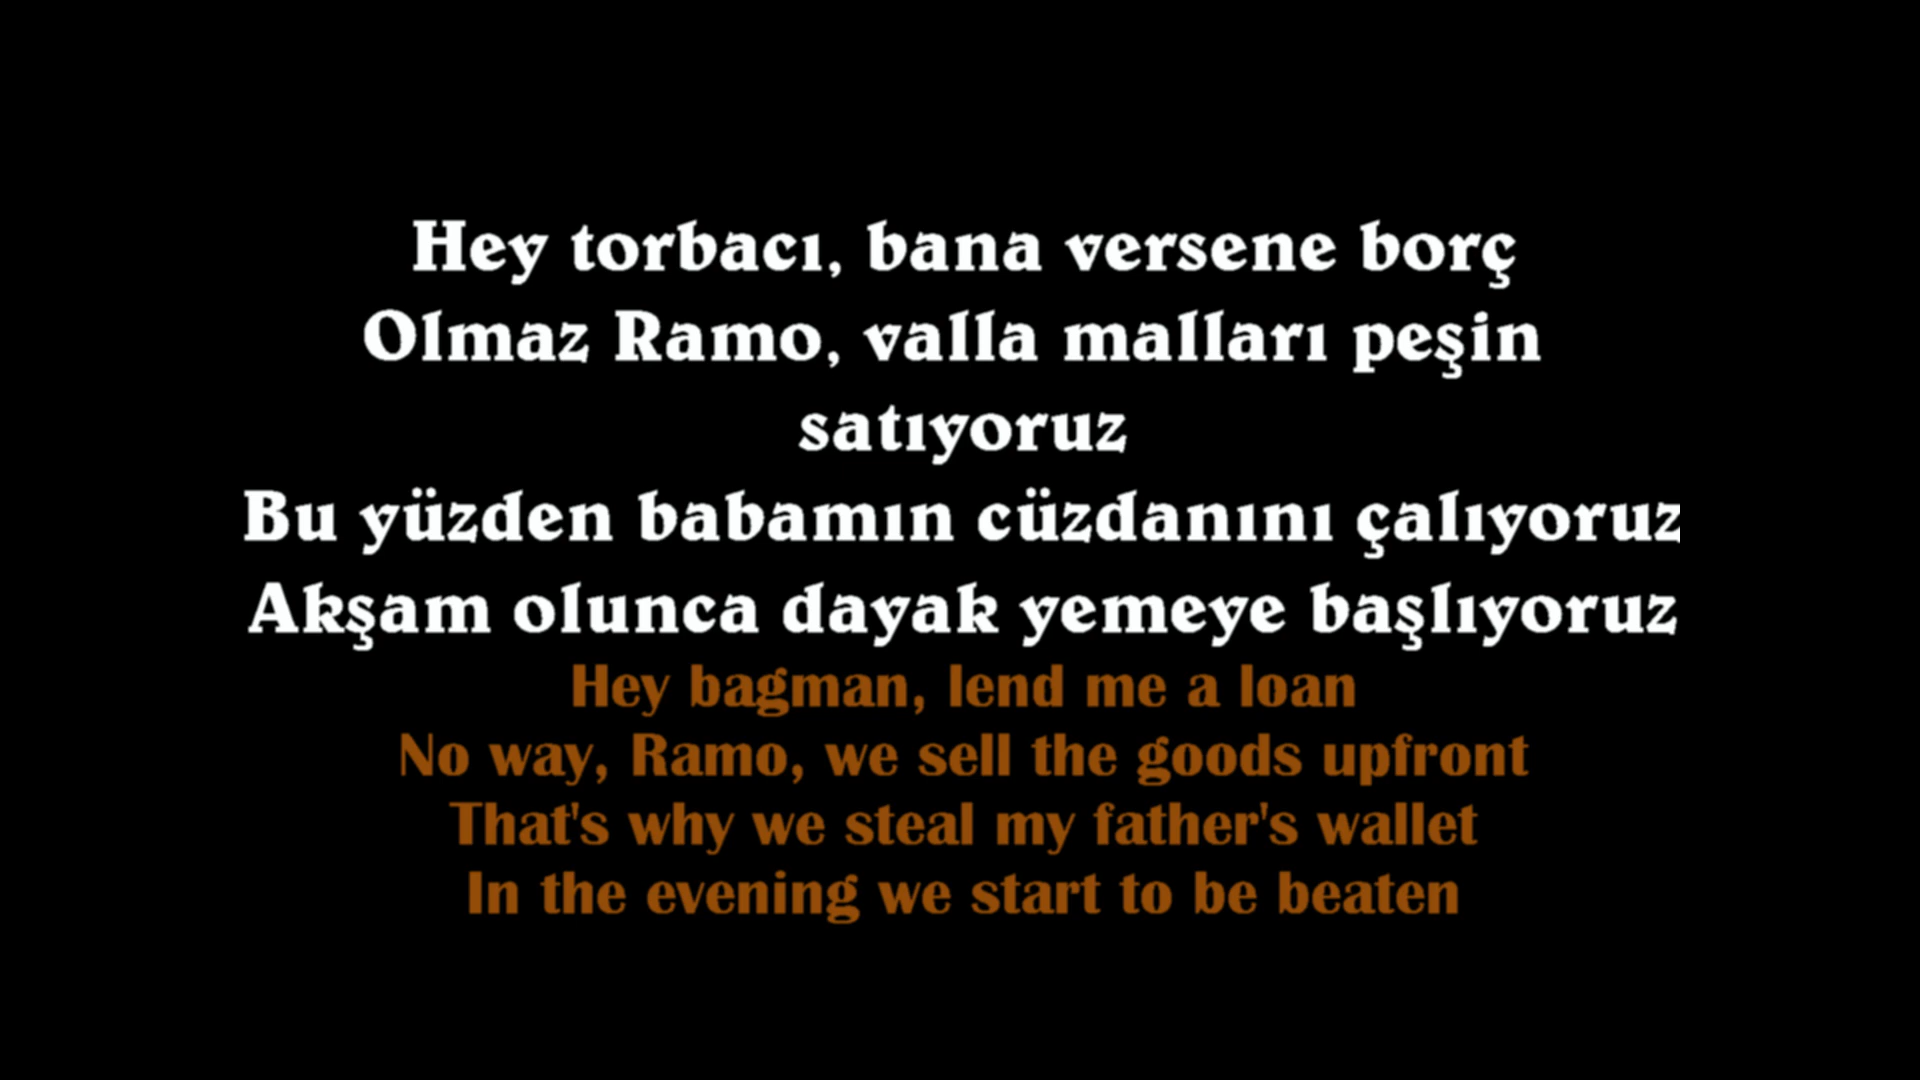 Hey torbacı, bana versene borç
Olmaz Ramo, valla malları peşin
satıyoruz
Bu yüzden babamın cüzdanını çalıyoruz
Akşam olunca dayak yemeye başlıyoruz
Hey bagman, lend me a loan
No way, Ramo, we sell the goods upfront
That's why we steal my father's wallet
In the evening we start to be beaten